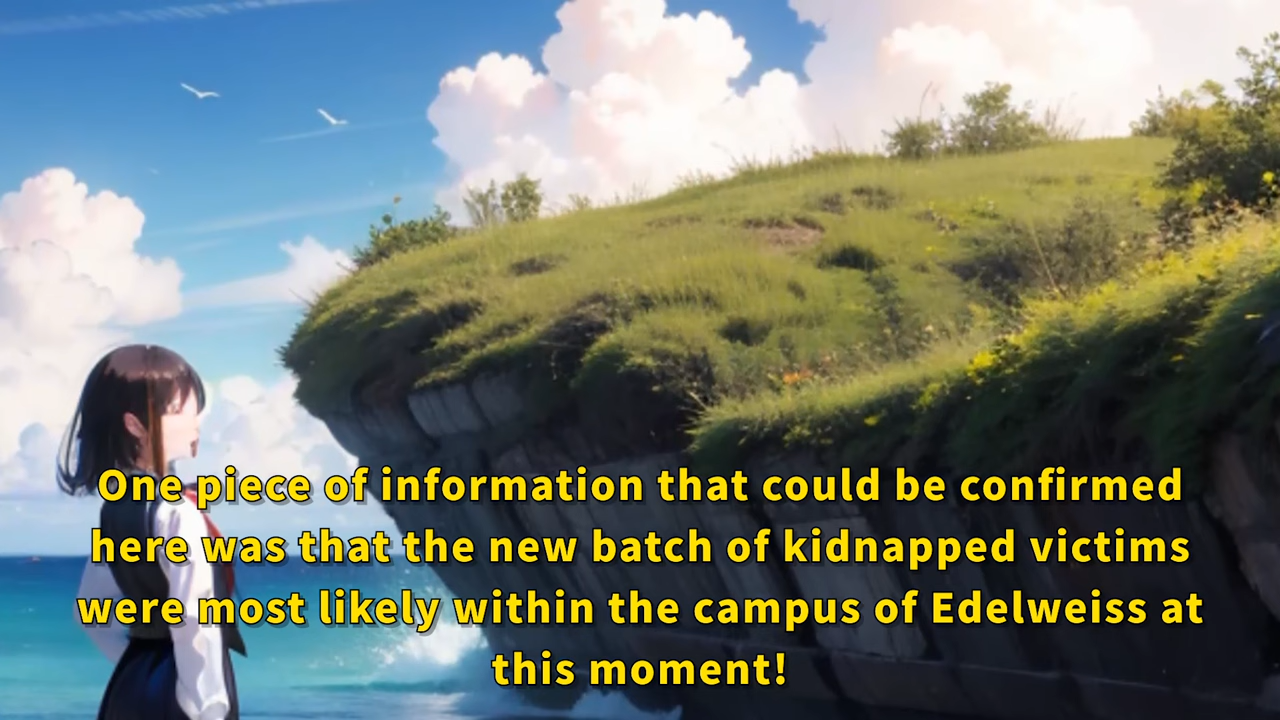 One piece of information that could be confirmed
here was that the new batch of kidnapped victims
were most likely within the campus of Edelweiss at
this moment!